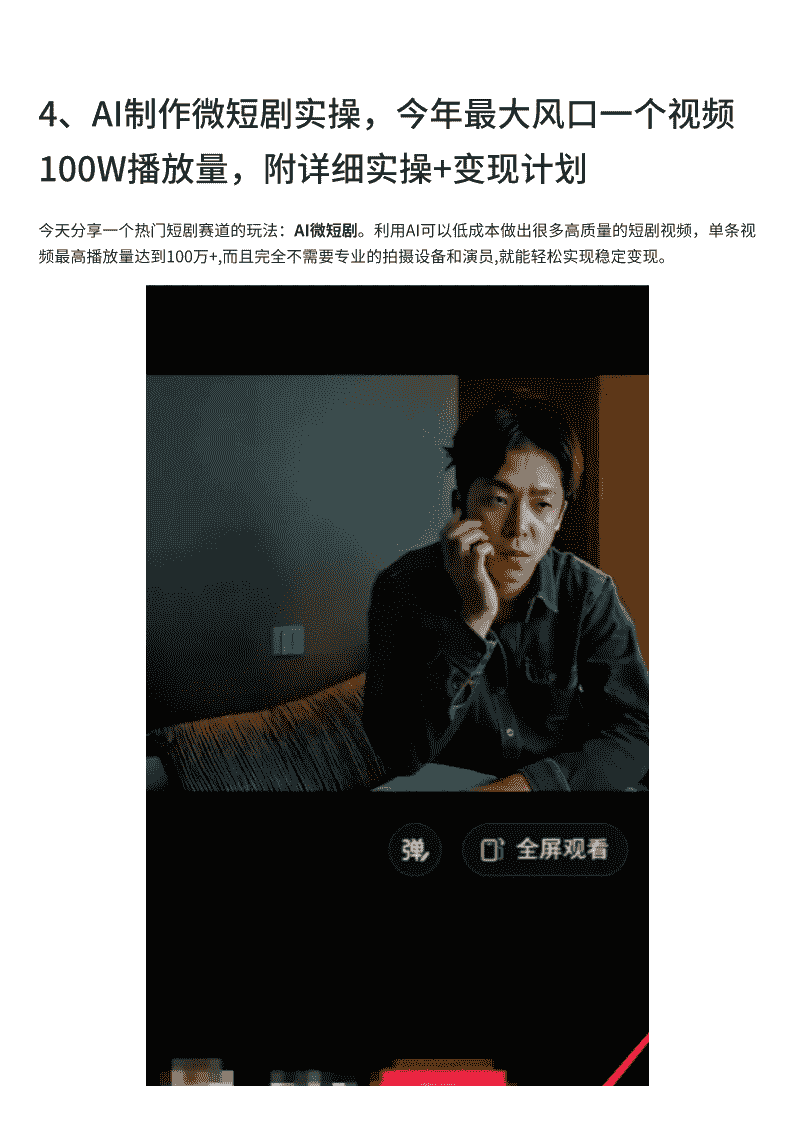 4、AI制作微短剧实操，今年最大风口一个视频
100W播放量，附详细实操+变现计划
今天分享一个热门短剧赛道的玩法：AI微短剧。利用AI可以低成本做出很多高质量的短剧视频，单条视
频最高播放量达到100万+,而且完全不需要专业的拍摄设备和演员,就能轻松实现稳定变现。
弹
全屏观看